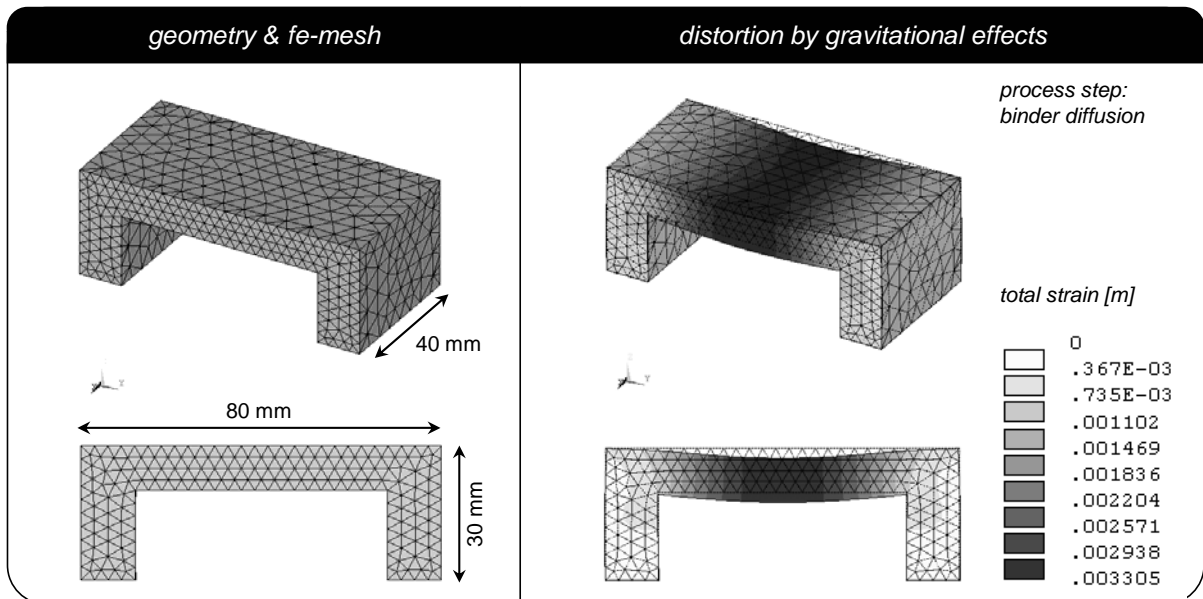 geometry & fe-mesh
distortion by gravitational effects
process step:
binder diffusion
40 mm
80 mm
30 mm
total strain [m]
0
.367E-03
.735E-03
.001102
.001469
.001836
.002204
.002571
.002938
.003305